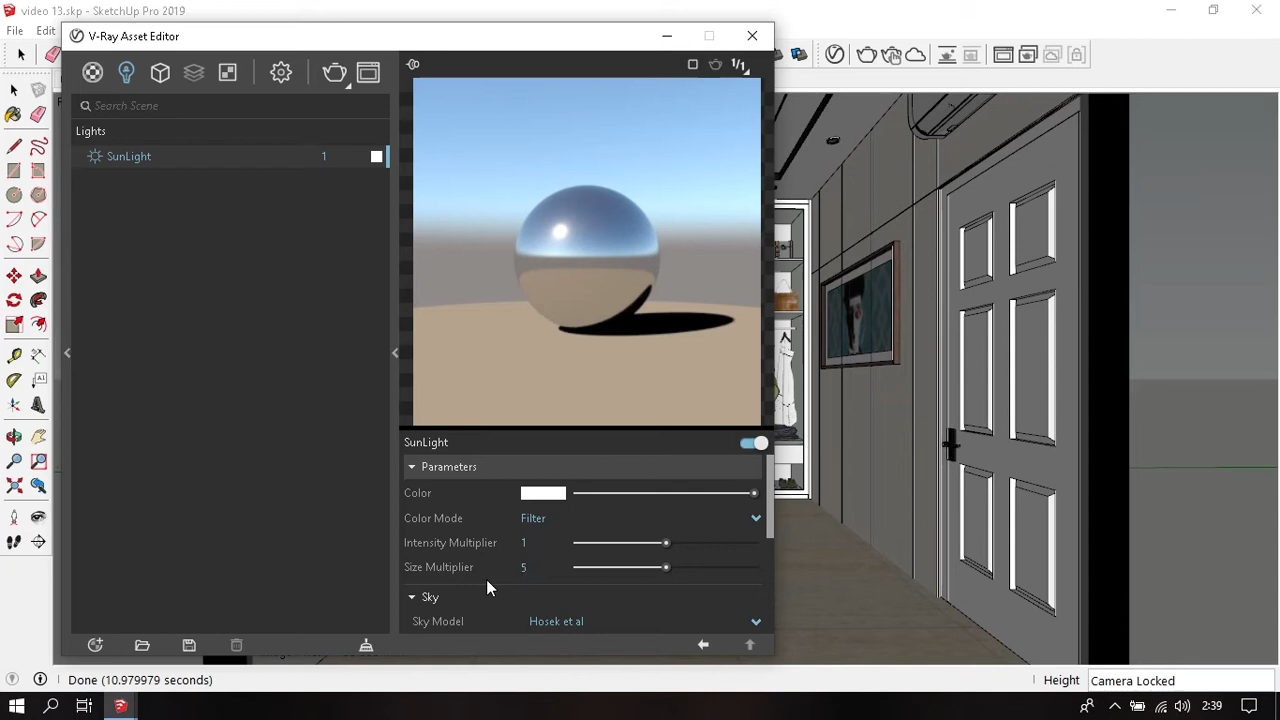 video 13.skp - SketchUp Pro 2019
File
Edit
V-Ray Asset Editor
1/1
Search Scene
Lights
SunLight
1
SunLight
Parameters
Color
Color Mode
Filter
Intensity Multiplier
1
Size Multiplier
5
Sky
Sky Model
Hosek et al
Done (10.979979 seconds)
Height
Camera Locked
2:39